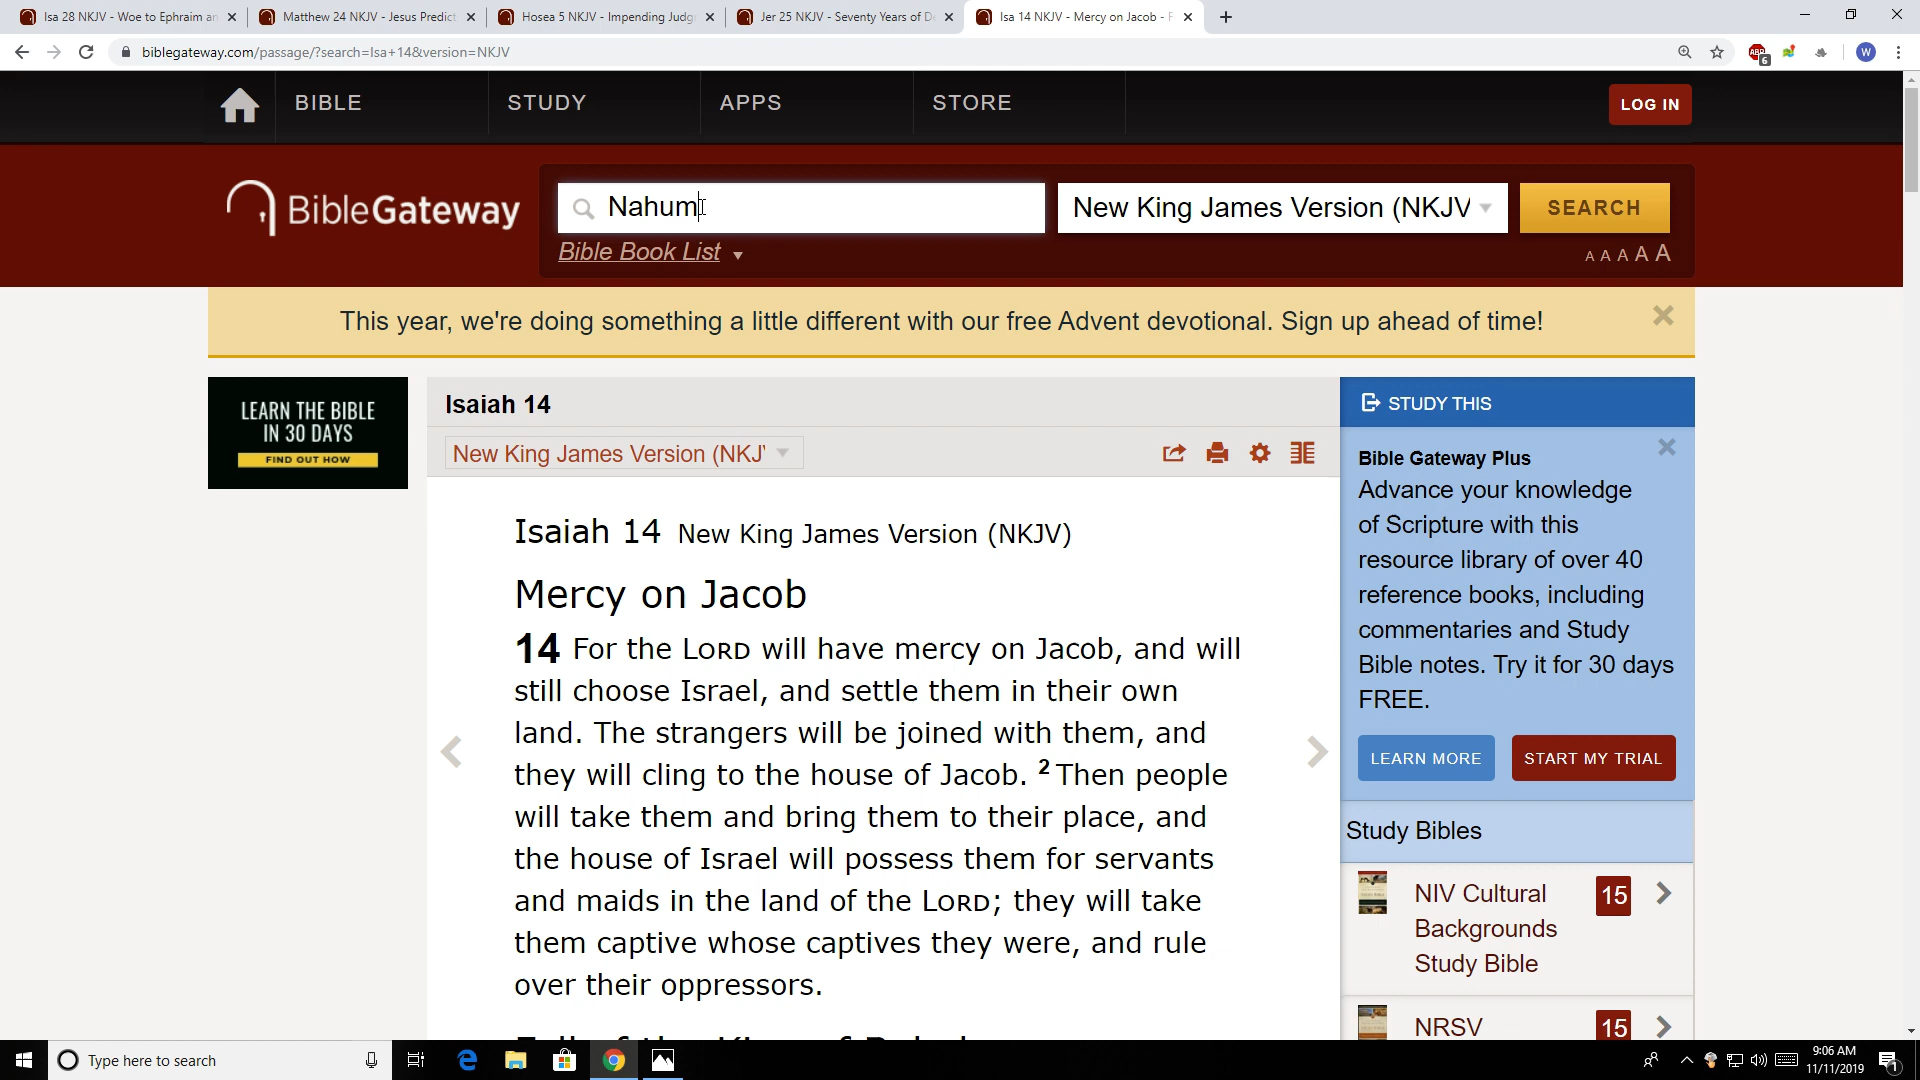 Isa 28 NKJV - Woe to Ephraim an
Matthew 24 NKJV - Jesus Predict
Hosea 5 NKJV - Impending Judg
Jer 25 NKJV - Seventy Years of De
Isa 14 NKJV - Mercy on Jacob - F
biblegateway.com/passage/?search=Isa+14&version=NKJV
ABP
6
W
BIBLE
STUDY
APPS
STORE
LOG IN
BibleGateway
Nahum
New King James Version (NKJV
SEARCH
Bible Book List
A A A A A
This year, we're doing something a little different with our free Advent devotional. Sign up ahead of time!
LEARN THE BIBLE
IN 30 DAYS
FIND OUT HOW
Isaiah 14
New King James Version (NKJ
Isaiah 14 New King James Version (NKJV)
Mercy on Jacob
14 For the LORD will have mercy on Jacob, and will
still choose Israel, and settle them in their own
land. The strangers will be joined with them, and
they will cling to the house of Jacob. 2 Then people
will take them and bring them to their place, and
the house of Israel will possess them for servants
and maids in the land of the LORD; they will take
them captive whose captives they were, and rule
over their oppressors.
STUDY THIS
Bible Gateway Plus
Advance your knowledge
of Scripture with this
resource library of over 40
reference books, including
commentaries and Study
Bible notes. Try it for 30 days
FREE.
LEARN MORE
START MY TRIAL
Study Bibles
NIV Cultural
Backgrounds
Study Bible
15
NRSV
15
Type here to search
9:06 AM
11/11/2019
1